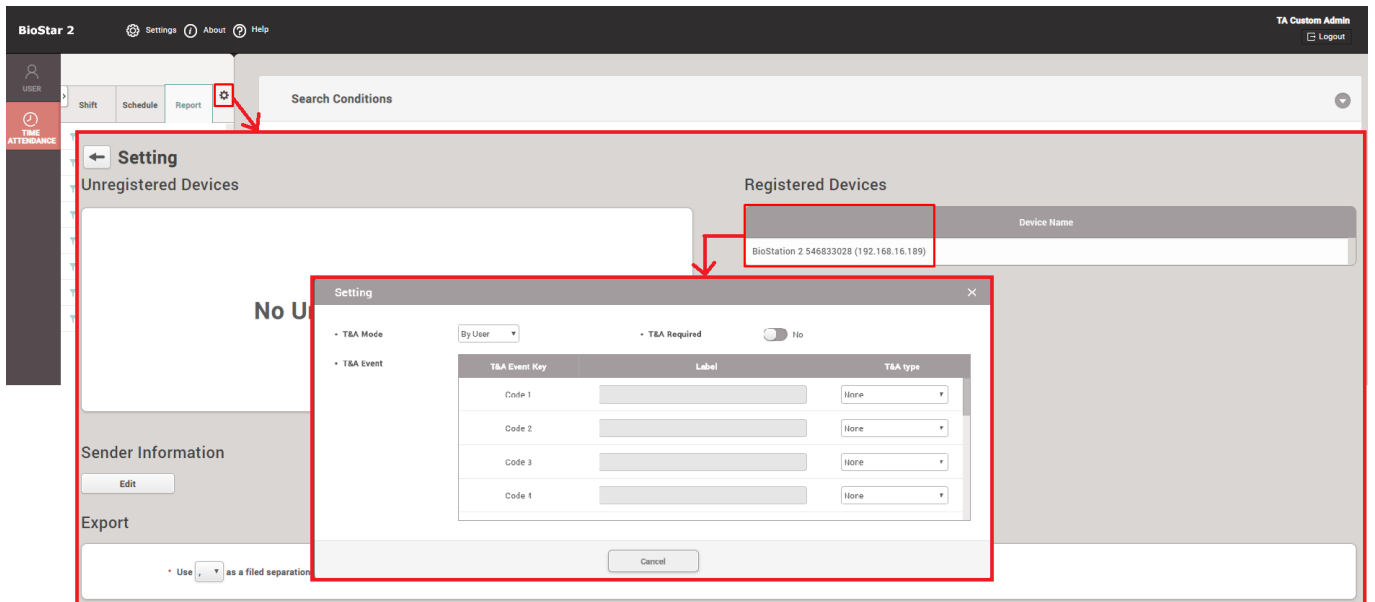 BioStar 2
Settings
About
Help
TA Custom Admin
Logout
USER
TIME
ATTENDANCE
Shift
Schedule
Report
Search Conditions
Setting
Unregistered Devices
Registered Devices
Device Name
BioStation 2 546833028 (192.168.16.189)
No U
Setting
• T&A Mode
By User
• T&A Required
No
• T&A Event
T&A Event Key
Label
T&A type
Code 1
None
Code 2
None
Code 3
None
Code 4
None
Cancel
Sender Information
Edit
Export
* Use , as a filed separation